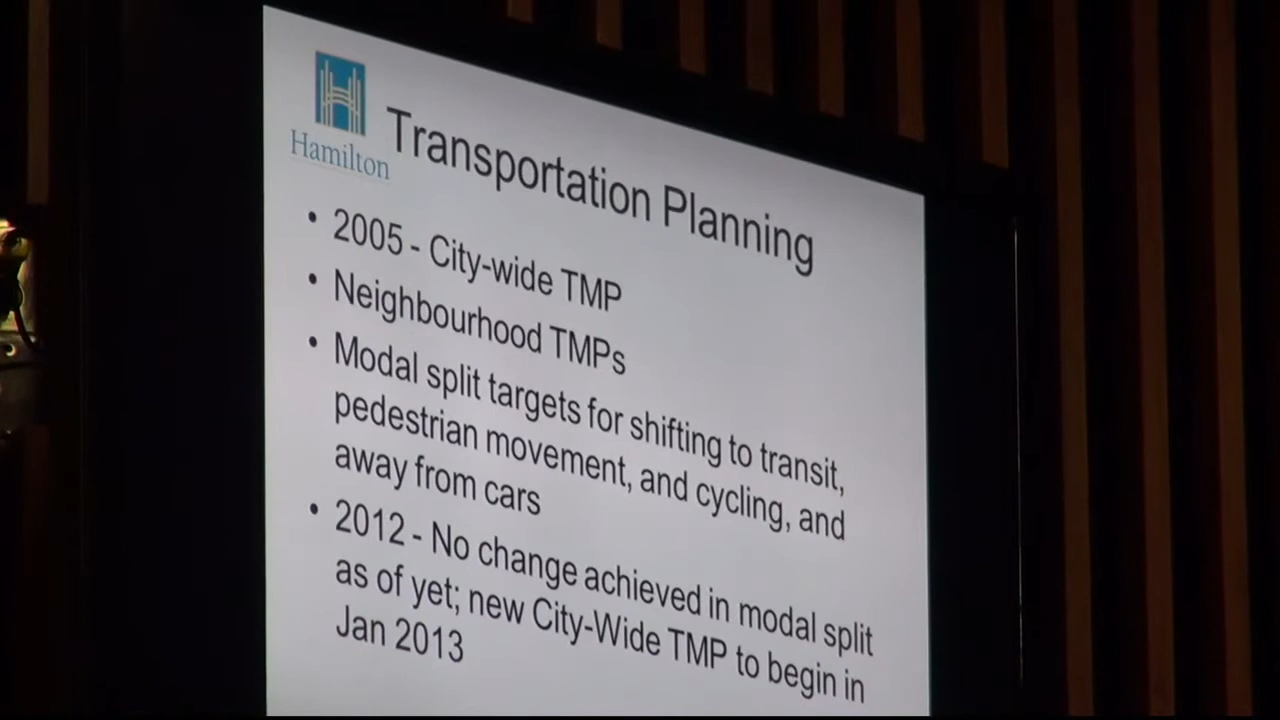 Hamilton
Transportation Planning
• 2005 - City-wide TMP
• Neighbourhood TMPs
• Modal split targets for shifting to transit,
pedestrian movement, and cycling, and
away from cars
• 2012 - No change achieved in modal split
as of yet; new City-Wide TMP to begin in
Jan 2013